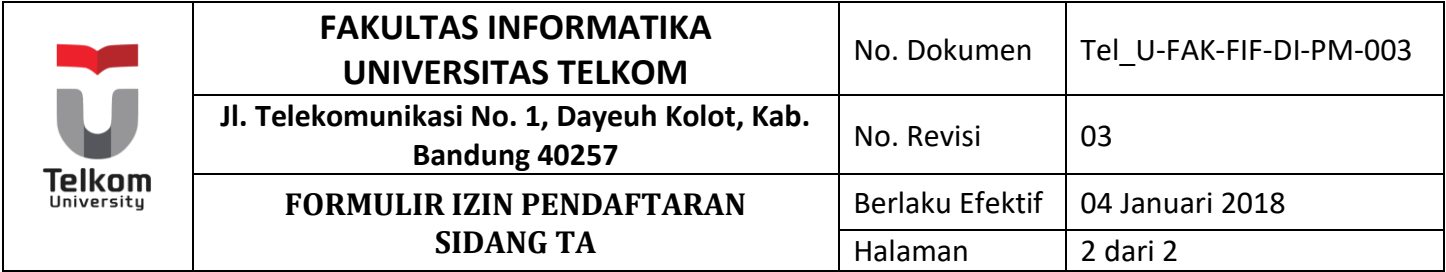 Telkom
University
FAKULTAS INFORMATIKA
UNIVERSITAS TELKOM
Jl. Telekomunikasi No. 1, Dayeuh Kolot, Kab.
Bandung 40257
FORMULIR IZIN PENDAFTARAN
SIDANG TA
No. Dokumen Tel_U-FAK-FIF-DI-PM-003
No. Revisi 03
Berlaku Efektif 04 Januari 2018
Halaman 2 dari 2